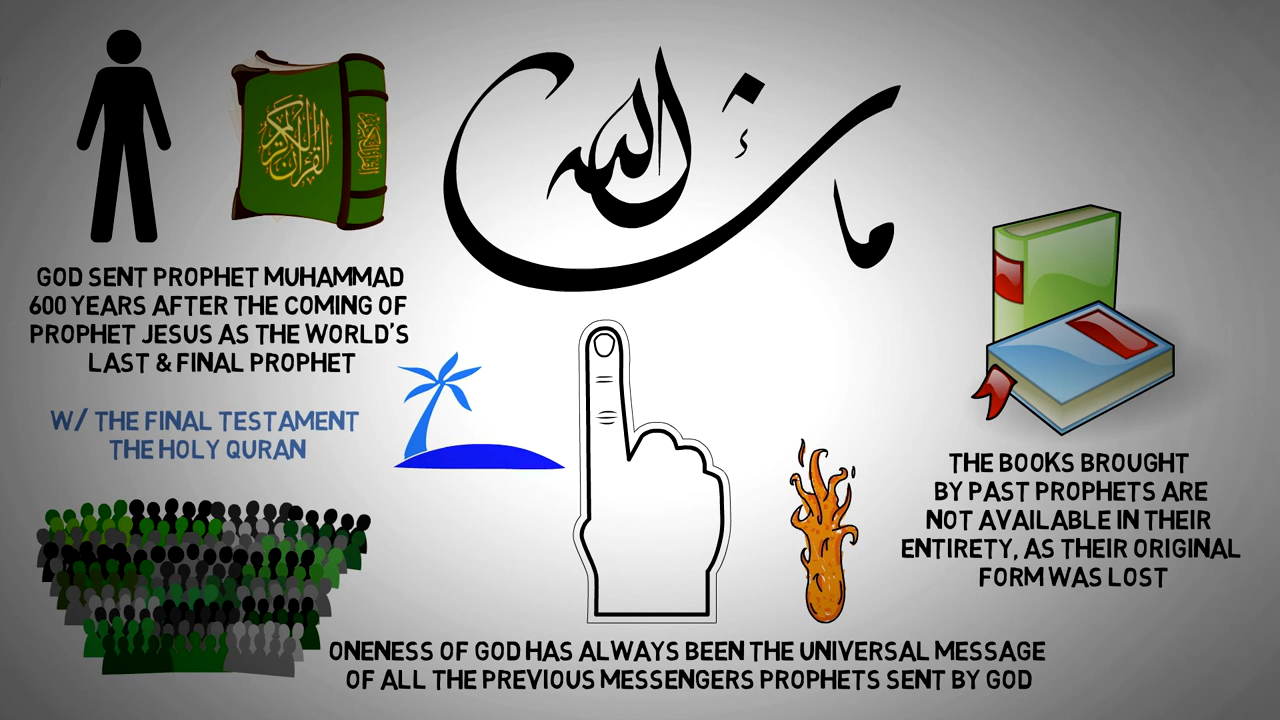 القرآن الكريم
GOD SENT PROPHET MUHAMMAD
600 YEARS AFTER THE COMING OF
PROPHET JESUS AS THE WORLD'S
LAST & FINAL PROPHET
W/ THE FINAL TESTAMENT
THE HOLY QURAN
THE BOOKS BROUGHT
BY PAST PROPHETS ARE
NOT AVAILABLE IN THEIR
ENTIRETY, AS THEIR ORIGINAL
FORM WAS LOST
ONENESS OF GOD HAS ALWAYS BEEN THE UNIVERSAL MESSAGE
OF ALL THE PREVIOUS MESSENGERS PROPHETS SENT BY GOD